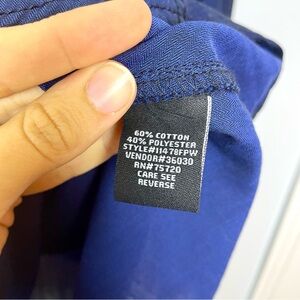 60% COTTON
40% POLYESTER
STYLE#11478FPW
VENDOR#36030
RN#75720
CARE SEE
REVERSE